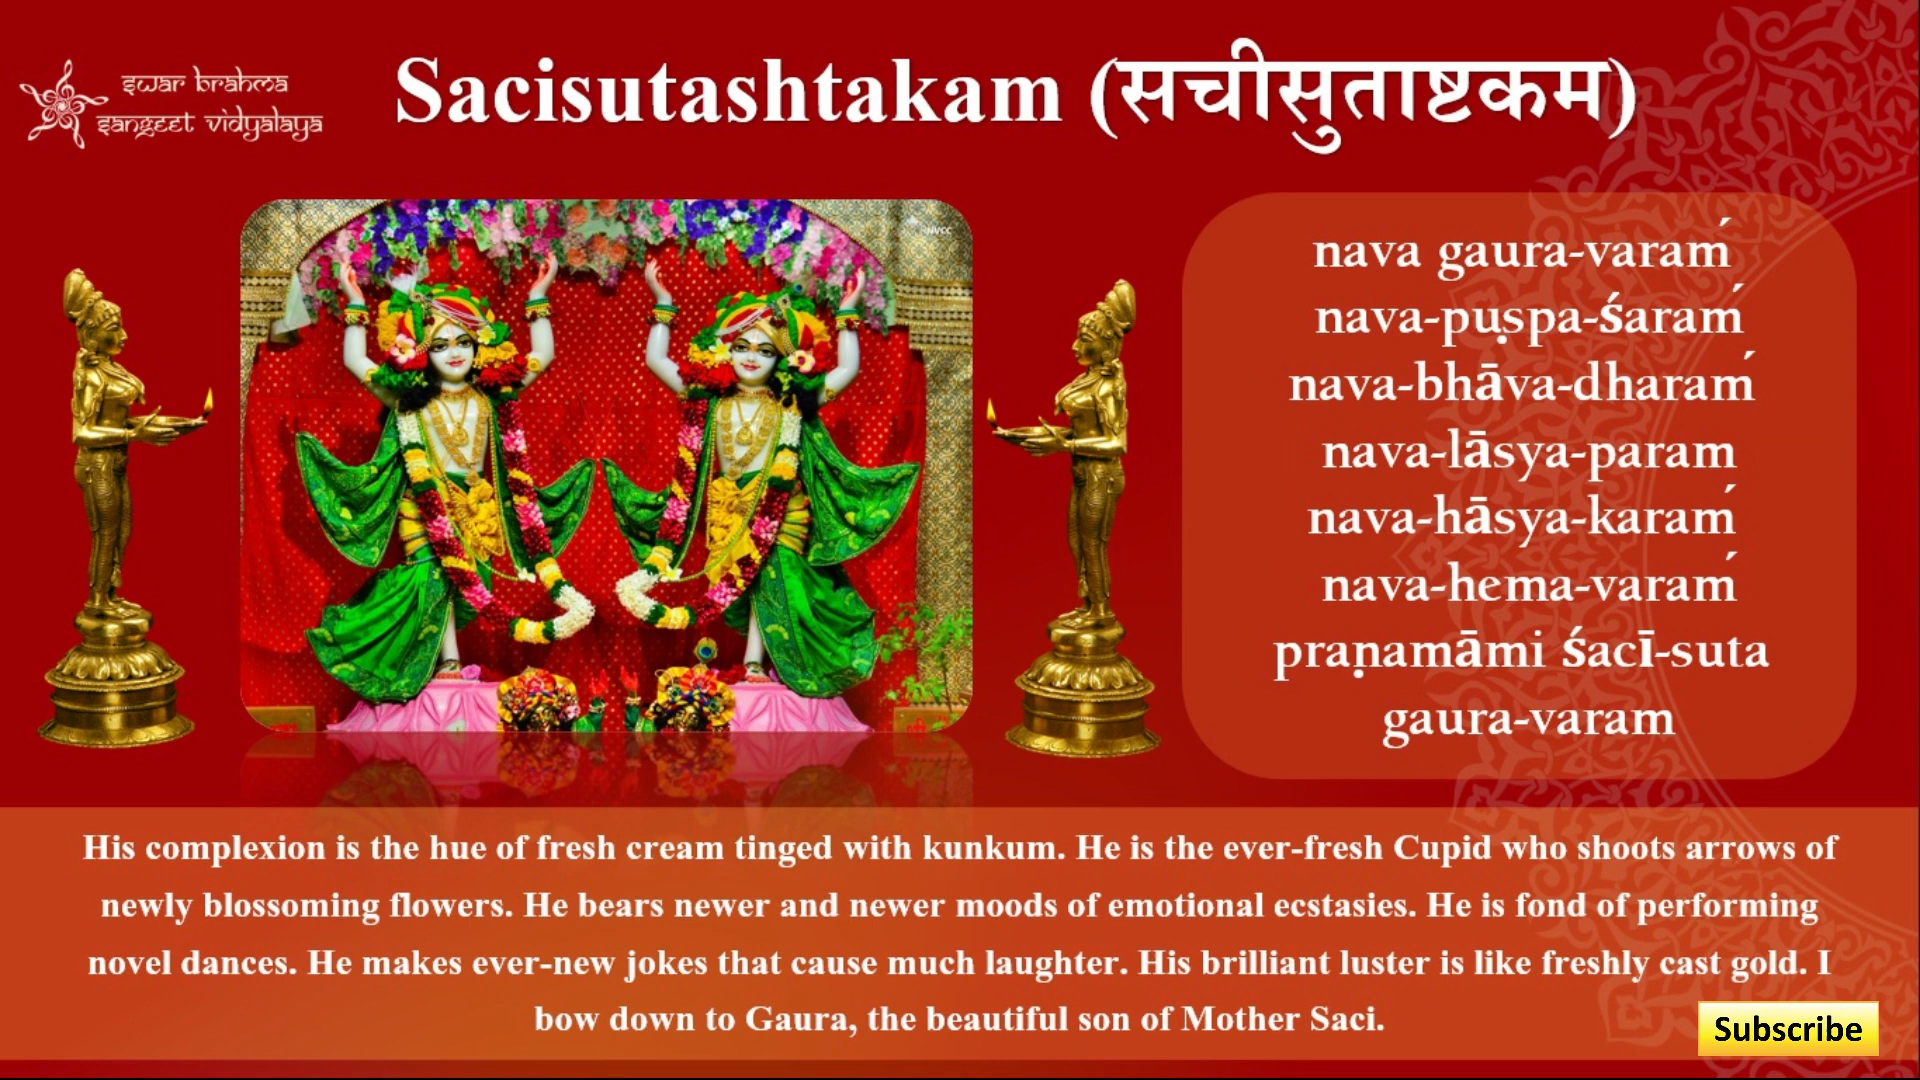 swar brahma
sangeet vidyalaya
Sacisutashtakam (सचीसुताष्टकम)
NVCC
nava gaura-varaḿ
nava-puṣpa-śaraḿ
nava-bhāva-dharaḿ
nava-lāsya-param
nava-hāsya-karaḿ
nava-hema-varaḿ
praṇamāmi śacī-suta
gaura-varam
His complexion is the hue of fresh cream tinged with kunkum. He is the ever-fresh Cupid who shoots arrows of
newly blossoming flowers. He bears newer and newer moods of emotional ecstasies. He is fond of performing
novel dances. He makes ever-new jokes that cause much laughter. His brilliant luster is like freshly cast gold. I
bow down to Gaura, the beautiful son of Mother Saci.
Subscribe